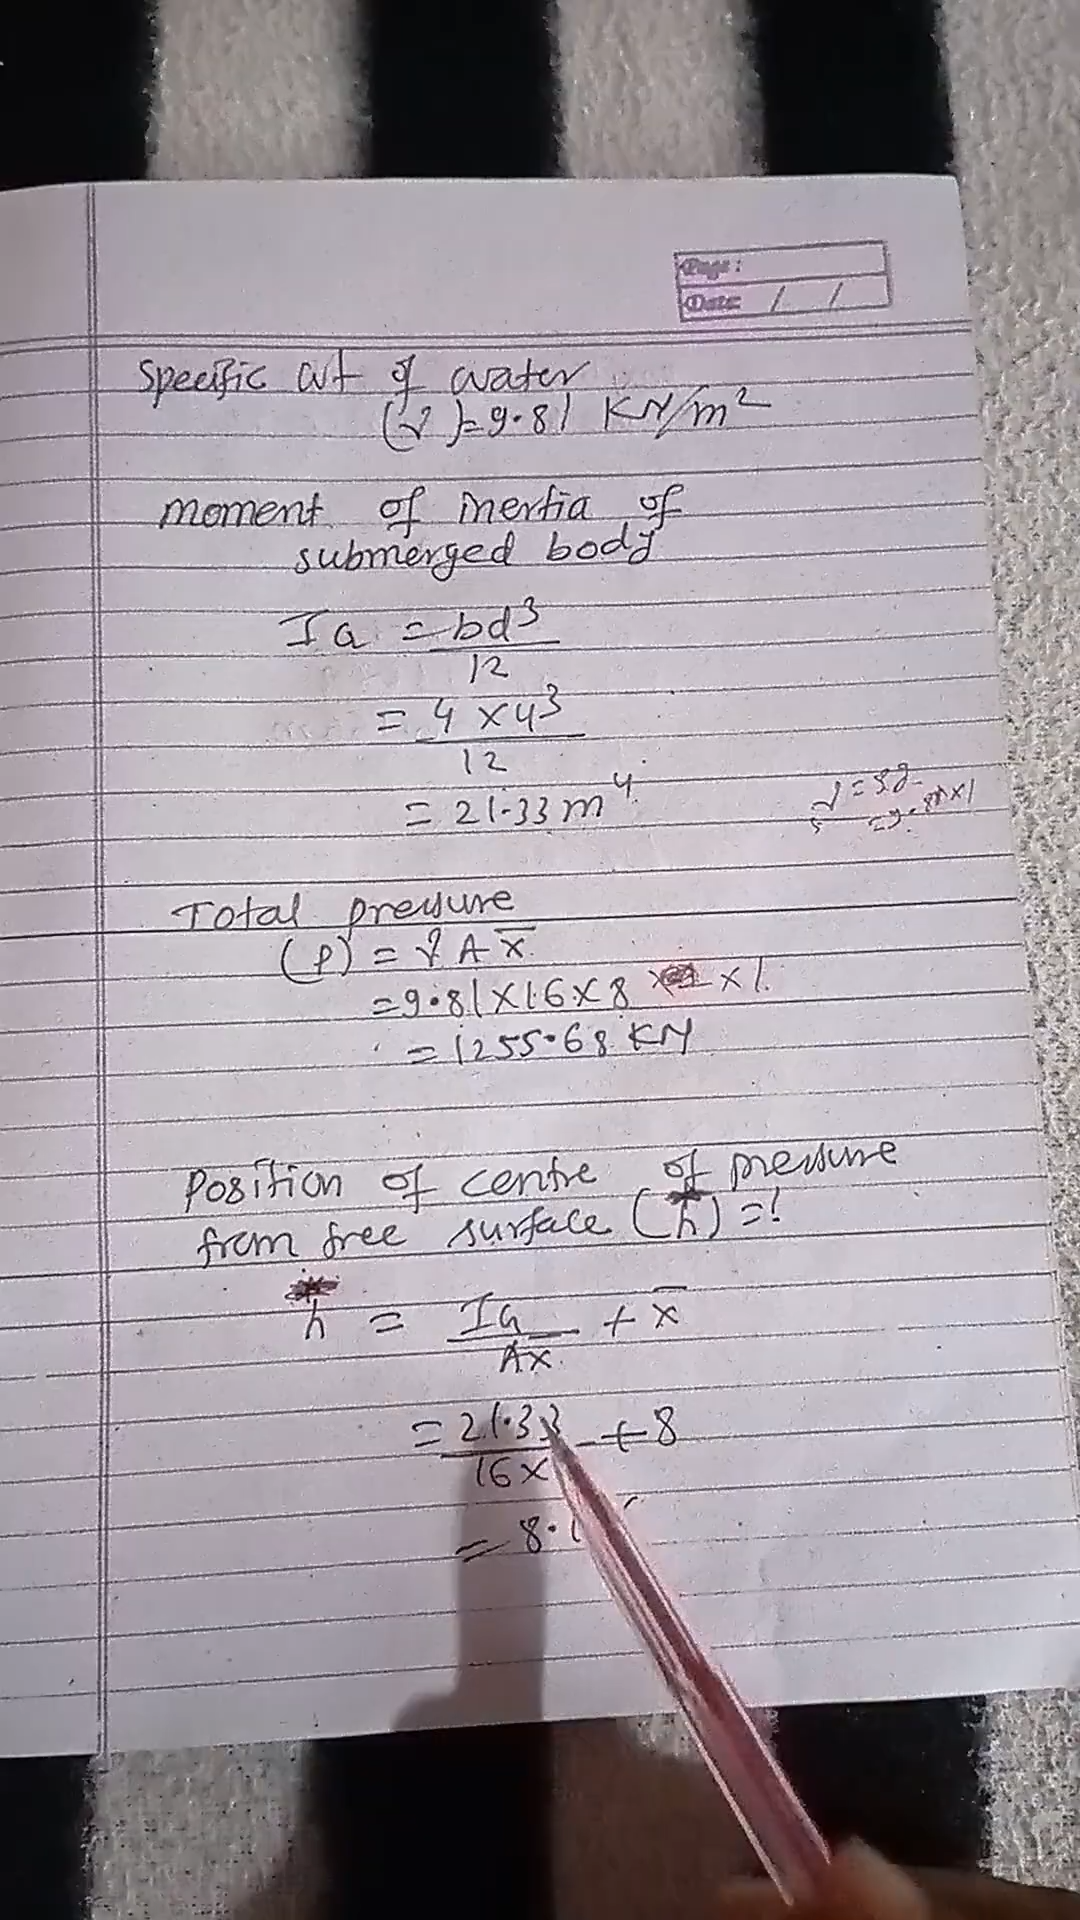 Page:
Date: / /
Specific wt of water
(γ)=9.81 KN/m²
moment of inertia of
submerged body
IG = bd³/12
= 4×4³/12
= 21.33 m⁴
Total pressure
(P) = γ A x̄
= 9.81×16×8 ×1
= 1255.68 KN
Position of centre of pressure
from free surface (h) = !
h = IG/Ax̄ + x̄
= 21.33/16× + 8
= 8.1